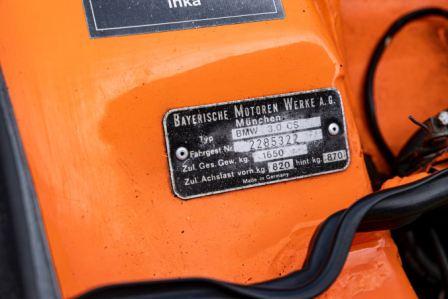 Inka
BAYERISCHE MOTOREN WERKE A.G.
München
Typ BMW 3.0 CS
Fahrgest.Nr. 2285322
Zul. Ges. Gew. kg. 1650
Zul. Achslast vorn kg. 820 hint kg. 870
Made in Germany